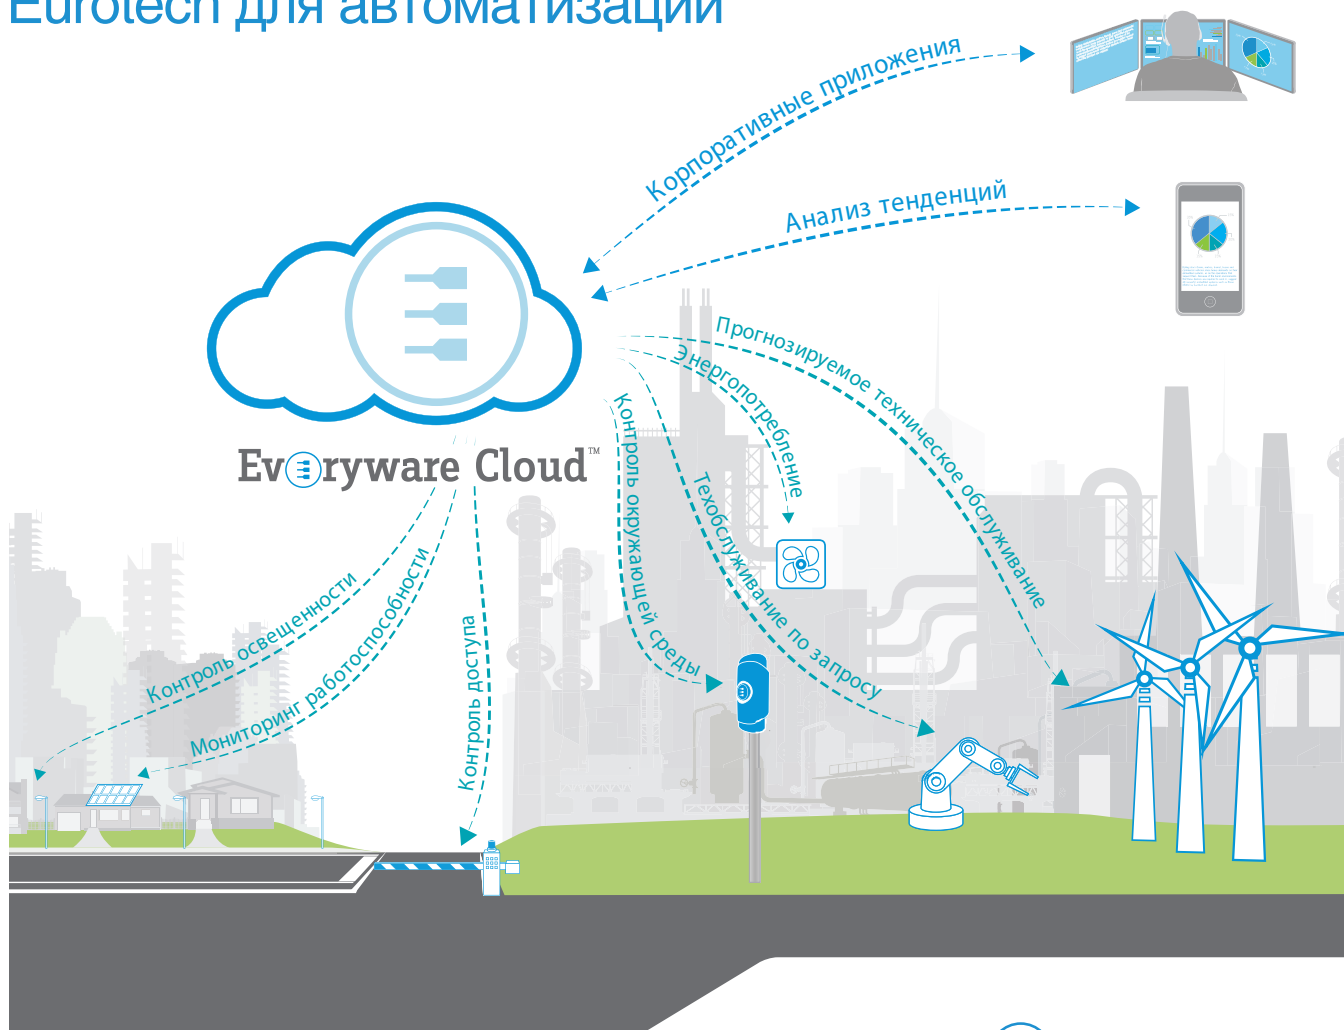 Eurotech для автоматизации
Корпоративные приложения
Анализ тенденций
Прогнозируемое техническое обслуживание
Энергопотребление
Контроль окружающей среды
Техобслуживание по запросу
Everyware Cloud™
Контроль освещенности
Мониторинг работоспособности
Контроль доступа